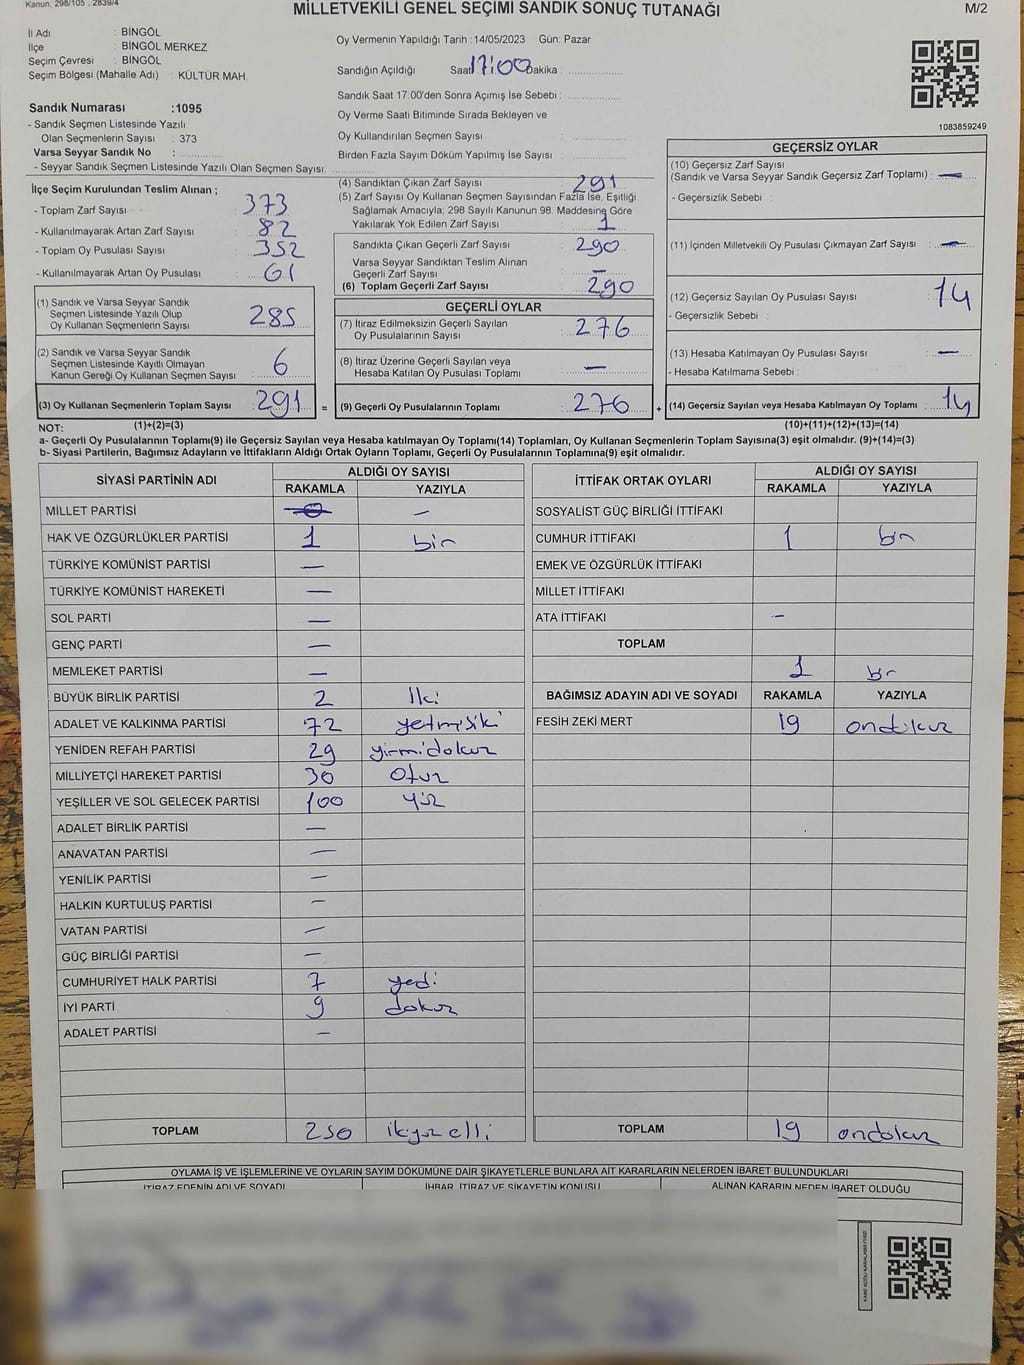 Kanun, 298/105, 2839/4
MİLLETVEKİLİ GENEL SEÇİMİ SANDIK SONUÇ TUTANAĞI
M/2
İl Adı : BİNGÖL
İlçe : BİNGÖL MERKEZ
Seçim Çevresi : BİNGÖL
Seçim Bölgesi (Mahalle Adı) : KÜLTÜR MAH.
Oy Vermenin Yapıldığı Tarih : 14/05/2023 Gün: Pazar
Sandığın Açıldığı Saat 17:00 Dakika :
Sandık Saat 17.00'den Sonra Açımış İse Sebebi :
Oy Verme Saati Bitiminde Sırada Bekleyen ve
Oy Kullandırılan Seçmen Sayısı :
Birden Fazla Sayım Döküm Yapılmış İse Sayısı :
1083859249
Sandık Numarası :1095
- Sandık Seçmen Listesinde Yazılı
Olan Seçmenlerin Sayısı : 373
Varsa Seyyar Sandık No :
- Seyyar Sandık Seçmen Listesinde Yazılı Olan Seçmen Sayısı:
İlçe Seçim Kurulundan Teslim Alınan ;
- Toplam Zarf Sayısı : 373
- Kullanılmayarak Artan Zarf Sayısı : 82
- Toplam Oy Pusulası Sayısı : 352
- Kullanılmayarak Artan Oy Pusulası : 61
(1) Sandık ve Varsa Seyyar Sandık
Seçmen Listesinde Yazılı Olup
Oy Kullanan Seçmenlerin Sayısı : 285
(2) Sandık ve Varsa Seyyar Sandık
Seçmen Listesinde Kayıtlı Olmayan
Kanun Gereği Oy Kullanan Seçmen Sayısı : 6
(3) Oy Kullanan Seçmenlerin Toplam Sayısı : 291 =
(1)+(2)=(3)
(4) Sandıktan Çıkan Zarf Sayısı : 291
(5) Zarf Sayısı Oy Kullanan Seçmen Sayısından Fazla İse, Eşitliği
Sağlamak Amacıyla; 298 Sayılı Kanunun 98. Maddesine Göre
Yakılarak Yok Edilen Zarf Sayısı : 1
Sandıkta Çıkan Geçerli Zarf Sayısı : 290
Varsa Seyyar Sandıktan Teslim Alınan
Geçerli Zarf Sayısı : —
(6) Toplam Geçerli Zarf Sayısı : 290
GEÇERLİ OYLAR
(7) İtiraz Edilmeksizin Geçerli Sayılan
Oy Pusulalarının Sayısı : 276
(8) İtiraz Üzerine Geçerli Sayılan veya
Hesaba Katılan Oy Pusulası Toplamı : —
(9) Geçerli Oy Pusulalarının Toplamı : 276 +
GEÇERSİZ OYLAR
(10) Geçersiz Zarf Sayısı
(Sandık ve Varsa Seyyar Sandık Geçersiz Zarf Toplamı) : —
- Geçersizlik Sebebi :
(11) İçinden Milletvekili Oy Pusulası Çıkmayan Zarf Sayısı : —
(12) Geçersiz Sayılan Oy Pusulası Sayısı : 14
- Geçersizlik Sebebi :
(13) Hesaba Katılmayan Oy Pusulası Sayısı : —
- Hesaba Katılmama Sebebi :
(14) Geçersiz Sayılan veya Hesaba Katılmayan Oy Toplamı : 14
(10)+(11)+(12)+(13)=(14)
NOT:
a- Geçerli Oy Pusulalarının Toplamı(9) ile Geçersiz Sayılan veya Hesaba katılmayan Oy Toplamı(14) Toplamları, Oy Kullanan Seçmenlerin Toplam Sayısına(3) eşit olmalıdır. (9)+(14)=(3)
b- Siyasi Partilerin, Bağımsız Adayların ve İttifakların Aldığı Ortak Oyların Toplamı, Geçerli Oy Pusulalarının Toplamına(9) eşit olmalıdır.
SİYASİ PARTİNİN ADI ALDIĞI OY SAYISI
RAKAMLA YAZIYLA
MİLLET PARTİSİ 0 —
HAK VE ÖZGÜRLÜKLER PARTİSİ 1 bir
TÜRKİYE KOMÜNİST PARTİSİ —
TÜRKİYE KOMÜNİST HAREKETİ —
SOL PARTİ —
GENÇ PARTİ —
MEMLEKET PARTİSİ —
BÜYÜK BİRLİK PARTİSİ 2 İki
ADALET VE KALKINMA PARTİSİ 72 yetmişiki
YENİDEN REFAH PARTİSİ 29 yirmidokuz
MİLLİYETÇİ HAREKET PARTİSİ 30 Otuz
YEŞİLLER VE SOL GELECEK PARTİSİ 100 yüz
ADALET BİRLİK PARTİSİ —
ANAVATAN PARTİSİ —
YENİLİK PARTİSİ —
HALKIN KURTULUŞ PARTİSİ —
VATAN PARTİSİ —
GÜÇ BİRLİĞİ PARTİSİ —
CUMHURİYET HALK PARTİSİ 7 yedi
İYİ PARTİ 9 dokuz
ADALET PARTİSİ —
TOPLAM 250 ikiyüz elli
İTTİFAK ORTAK OYLARI ALDIĞI OY SAYISI
RAKAMLA YAZIYLA
SOSYALİST GÜÇ BİRLİĞİ İTTİFAKI
CUMHUR İTTİFAKI 1 bir
EMEK VE ÖZGÜRLÜK İTTİFAKI
MİLLET İTTİFAKI
ATA İTTİFAKI —
TOPLAM 1 bir
BAĞIMSIZ ADAYIN ADI VE SOYADI RAKAMLA YAZIYLA
FESİH ZEKİ MERT 19 ondokuz
TOPLAM 19 ondokuz
OYLAMA İŞ VE İŞLEMLERİNE VE OYLARIN SAYIM DÖKÜMÜNE DAİR ŞİKAYETLERLE BUNLARA AİT KARARLARIN NELERDEN İBARET BULUNDUKLARI
İTİRAZ EDENİN ADI VE SOYADI İHBAR, İTİRAZ VE ŞİKAYETİN KONUSU ALINAN KARARIN NEDEN İBARET OLDUĞU